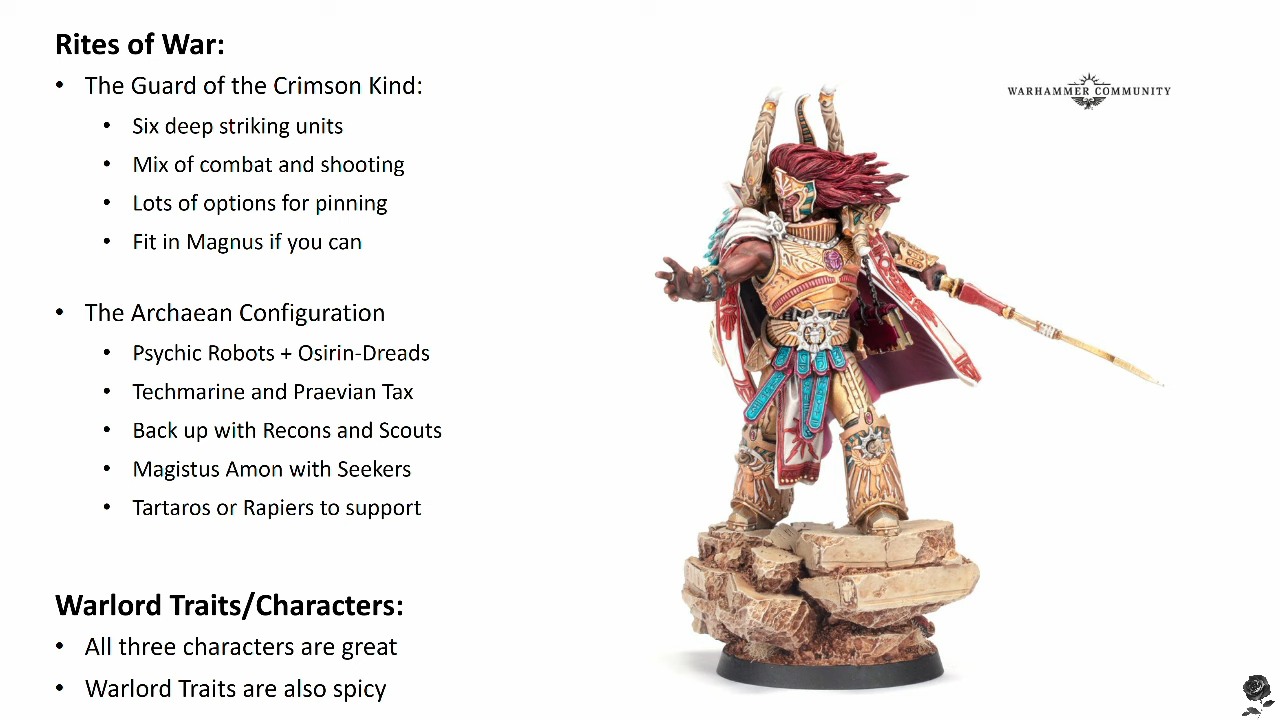 Rites of War:
• The Guard of the Crimson Kind:
• Six deep striking units
• Mix of combat and shooting
• Lots of options for pinning
• Fit in Magnus if you can
• The Archaean Configuration
• Psychic Robots + Osirin-Dreads
• Techmarine and Praevian Tax
• Back up with Recons and Scouts
• Magistus Amon with Seekers
• Tartaros or Rapiers to support
Warlord Traits/Characters:
• All three characters are great
• Warlord Traits are also spicy
WARHAMMER COMMUNITY